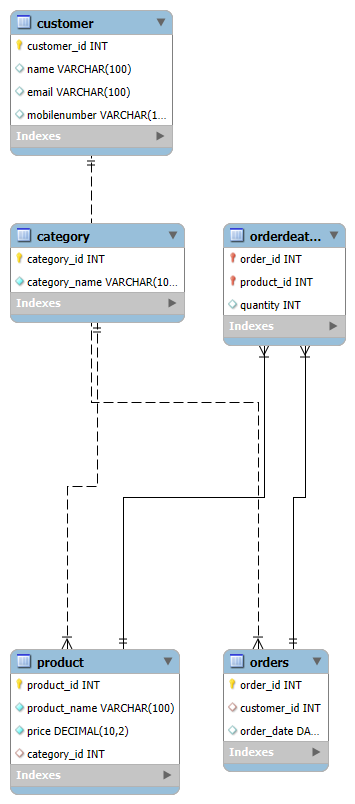 customer
customer_id INT
name VARCHAR(100)
email VARCHAR(100)
mobilenumber VARCHAR(1...
Indexes
category
category_id INT
category_name VARCHAR(10...
Indexes
orderdeat...
order_id INT
product_id INT
quantity INT
Indexes
product
product_id INT
product_name VARCHAR(100)
price DECIMAL(10,2)
category_id INT
Indexes
orders
order_id INT
customer_id INT
order_date DA...
Indexes